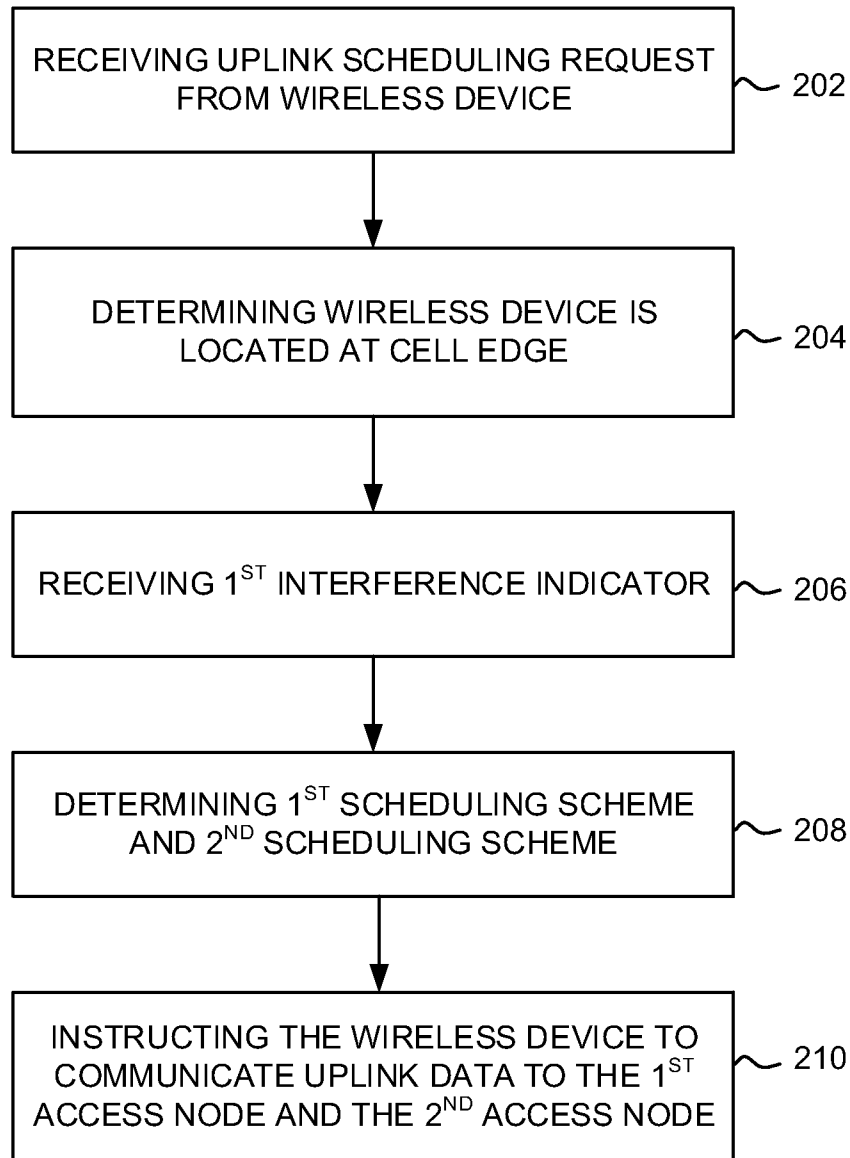 RECEIVING UPLINK SCHEDULING REQUEST
FROM WIRELESS DEVICE
202
DETERMINING WIRELESS DEVICE IS
LOCATED AT CELL EDGE
204
RECEIVING 1ST INTERFERENCE INDICATOR
206
DETERMINING 1ST SCHEDULING SCHEME
AND 2ND SCHEDULING SCHEME
208
INSTRUCTING THE WIRELESS DEVICE TO
COMMUNICATE UPLINK DATA TO THE 1ST
ACCESS NODE AND THE 2ND ACCESS NODE
210